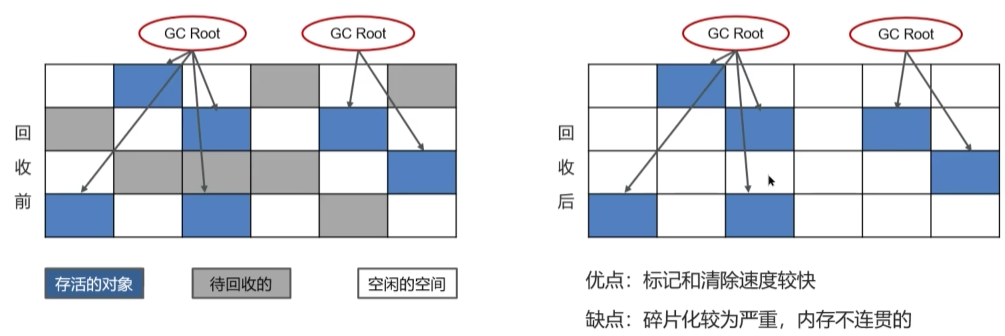 GC Root
GC Root
回收前
存活的对象
待回收的
空闲的空间
GC Root
GC Root
回收后
优点：标记和清除速度较快
缺点：碎片化较为严重，内存不连贯的